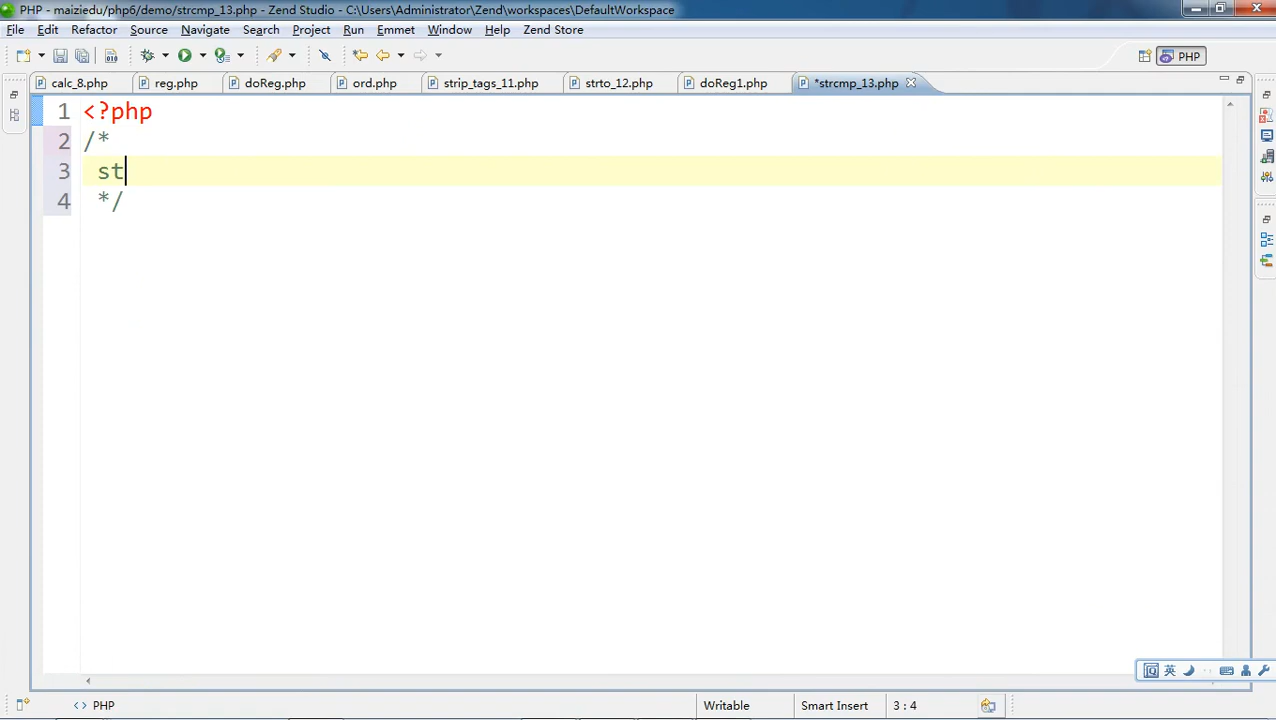 PHP - maiziedu/php6/demo/strcmp_13.php - Zend Studio - C:\Users\Administrator\Zend\workspaces\DefaultWorkspace
File Edit Refactor Source Navigate Search Project Run Emmet Window Help Zend Store
PHP
calc_8.php reg.php doReg.php ord.php strip_tags_11.php strto_12.php doReg1.php *strcmp_13.php
1 <?php
2 /*
3 st
4 */
英
<> PHP Writable Smart Insert 3 : 4